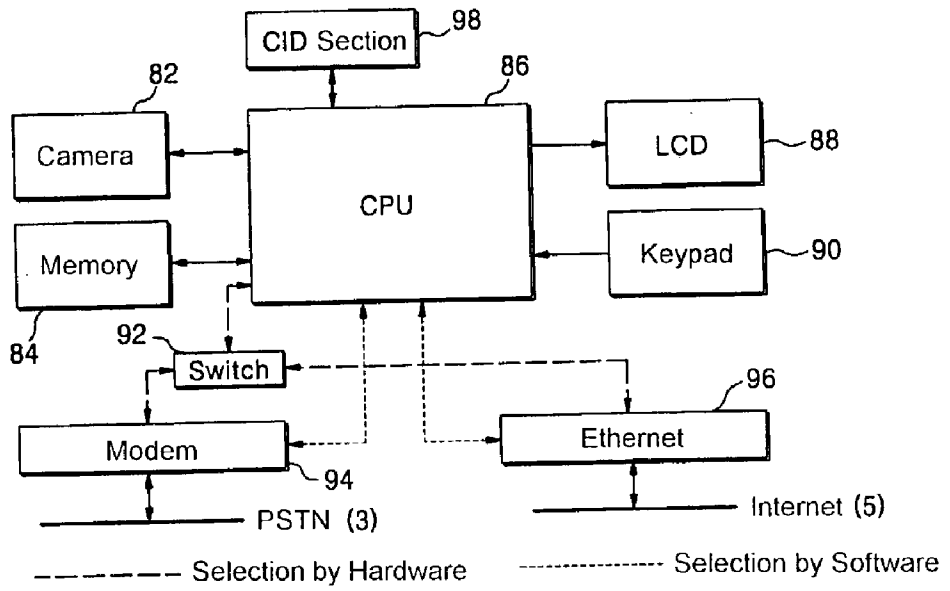 CID Section
98
82
86
Camera
CPU
LCD
88
Memory
Keypad
90
84
92
Switch
96
Modem
94
Ethernet
PSTN (3)
Internet (5)
Selection by Hardware
Selection by Software